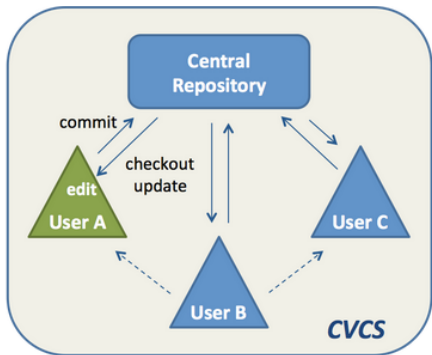 Central
Repository
commit
checkout
update
edit
User A
User C
User B
CVCS